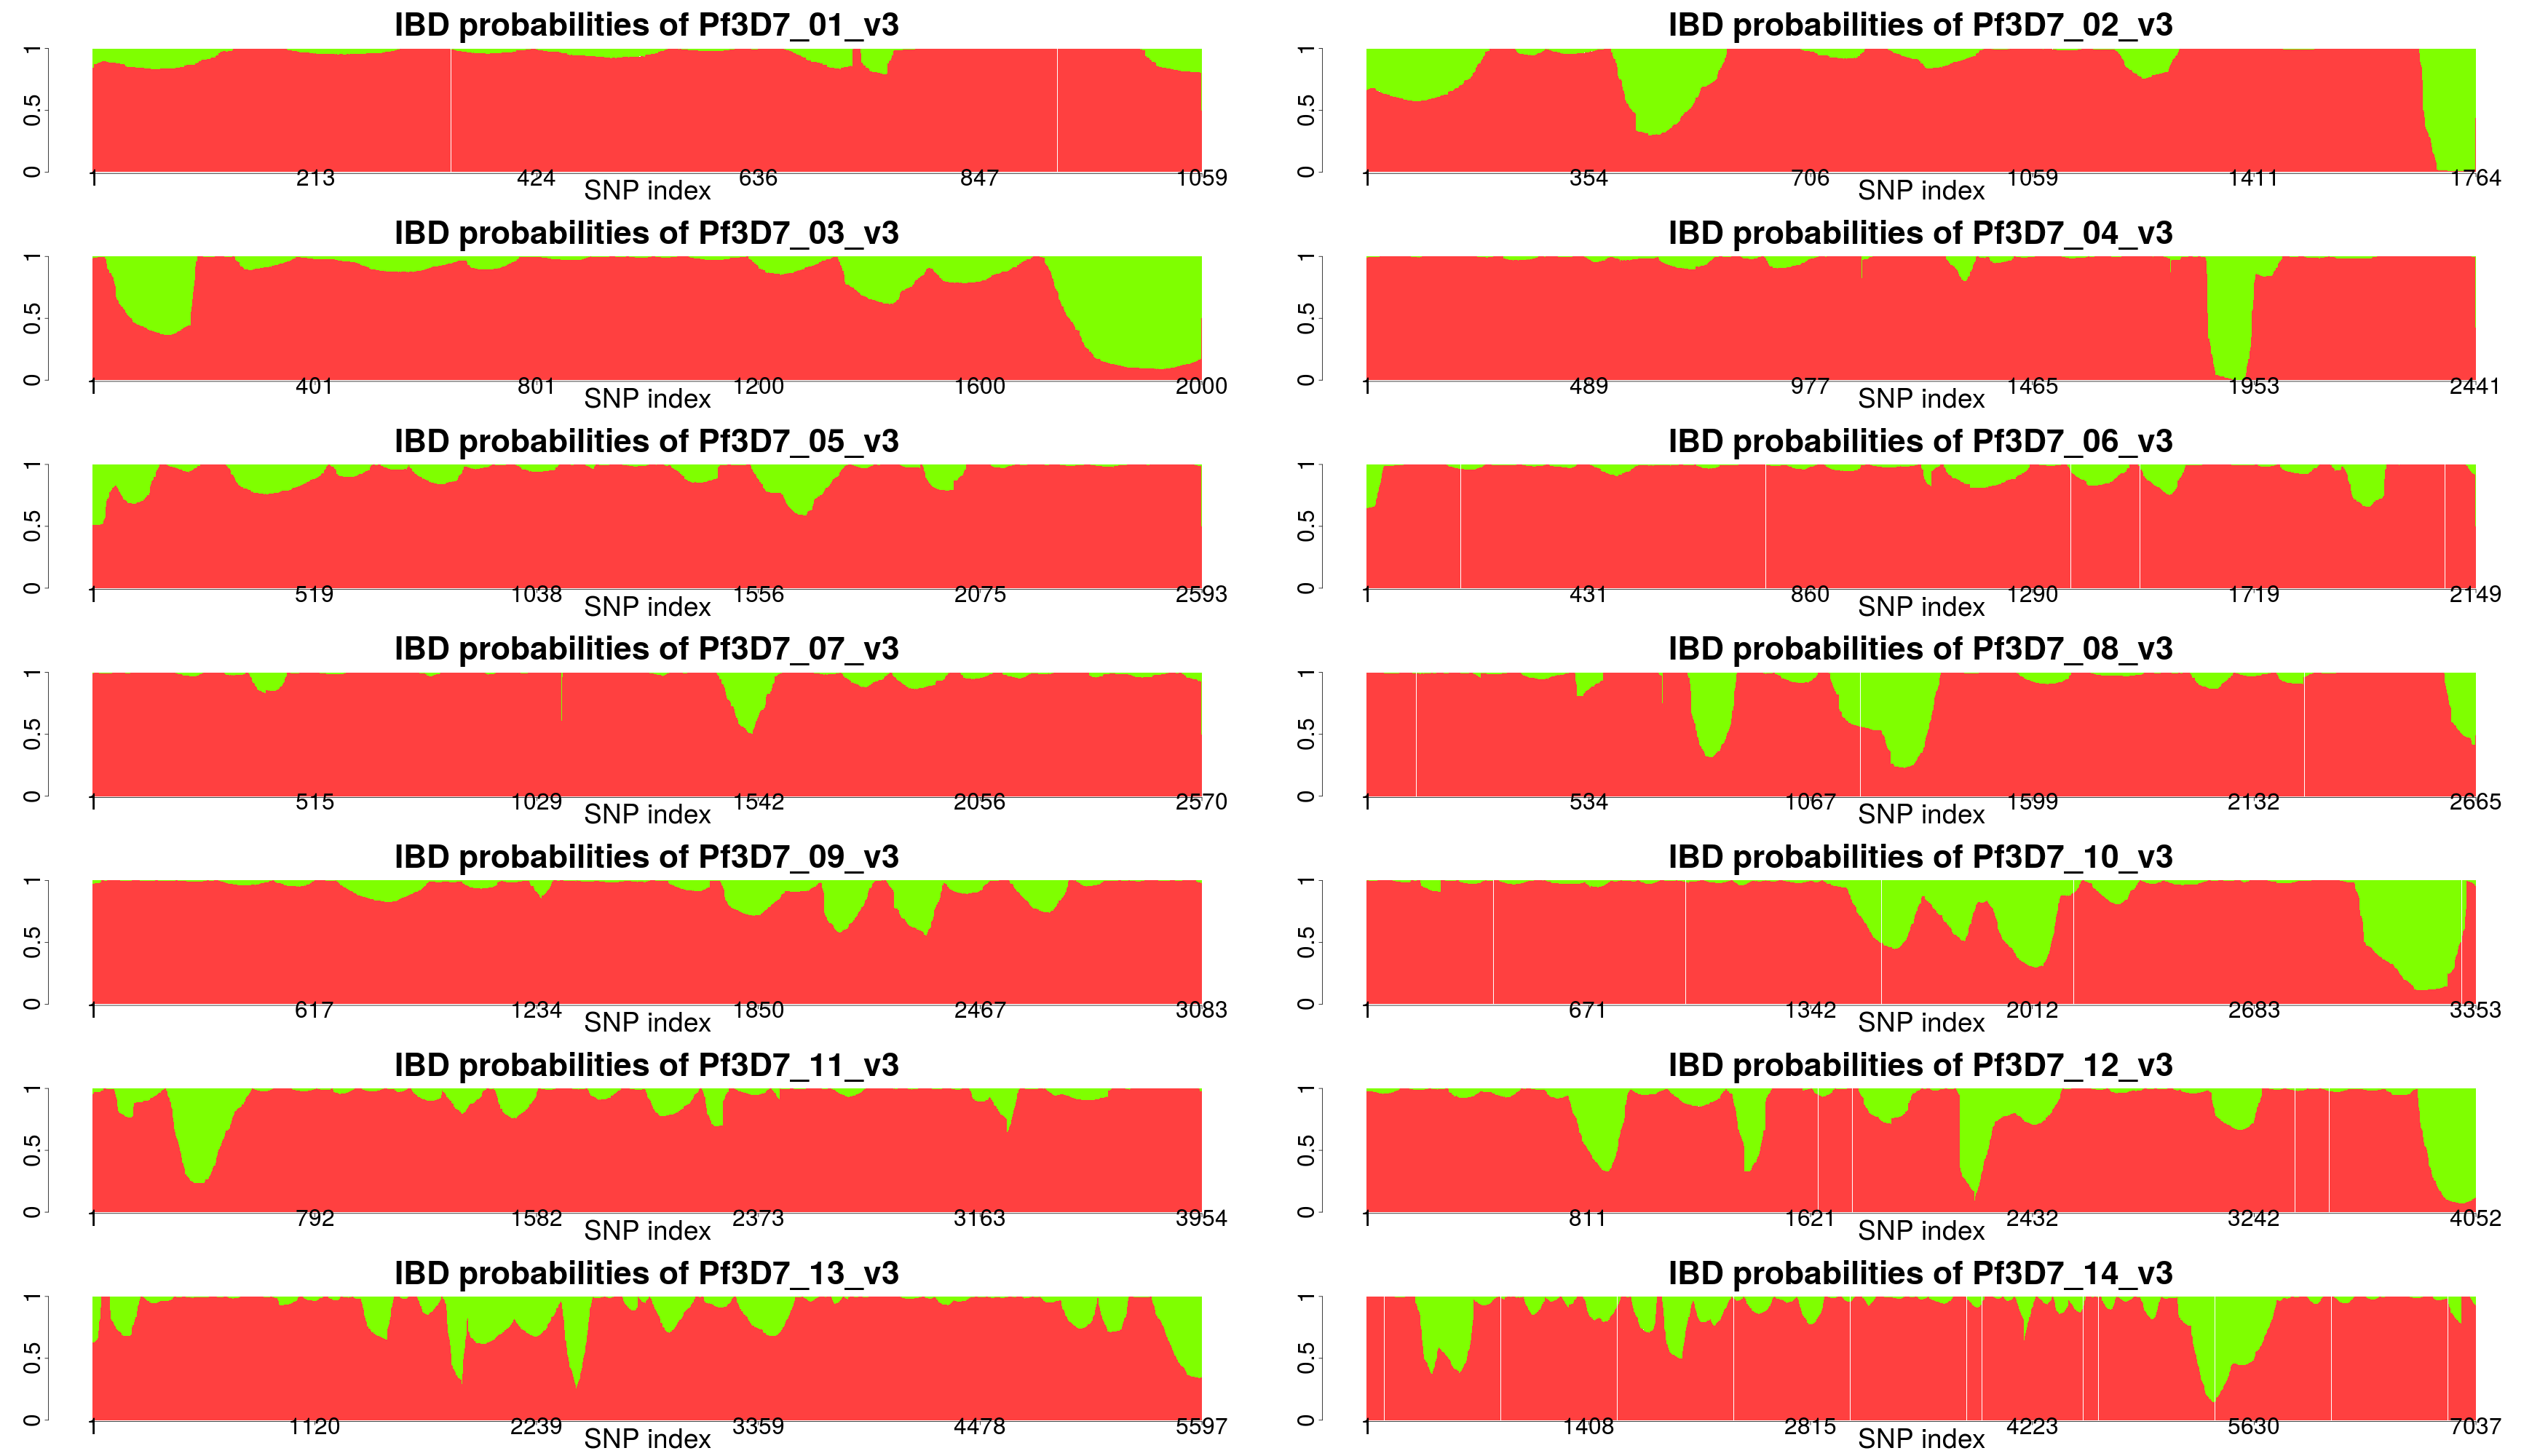 IBD probabilities of Pf3D7_01_v3
0 0.5 1
1 213 424 636 847 1059
SNP index
IBD probabilities of Pf3D7_02_v3
0 0.5 1
1 354 706 1059 1411 1764
SNP index
IBD probabilities of Pf3D7_03_v3
0 0.5 1
1 401 801 1200 1600 2000
SNP index
IBD probabilities of Pf3D7_04_v3
0 0.5 1
1 489 977 1465 1953 2441
SNP index
IBD probabilities of Pf3D7_05_v3
0 0.5 1
1 519 1038 1556 2075 2593
SNP index
IBD probabilities of Pf3D7_06_v3
0 0.5 1
1 431 860 1290 1719 2149
SNP index
IBD probabilities of Pf3D7_07_v3
0 0.5 1
1 515 1029 1542 2056 2570
SNP index
IBD probabilities of Pf3D7_08_v3
0 0.5 1
1 534 1067 1599 2132 2665
SNP index
IBD probabilities of Pf3D7_09_v3
0 0.5 1
1 617 1234 1850 2467 3083
SNP index
IBD probabilities of Pf3D7_10_v3
0 0.5 1
1 671 1342 2012 2683 3353
SNP index
IBD probabilities of Pf3D7_11_v3
0 0.5 1
1 792 1582 2373 3163 3954
SNP index
IBD probabilities of Pf3D7_12_v3
0 0.5 1
1 811 1621 2432 3242 4052
SNP index
IBD probabilities of Pf3D7_13_v3
0 0.5 1
1 1120 2239 3359 4478 5597
SNP index
IBD probabilities of Pf3D7_14_v3
0 0.5 1
1 1408 2815 4223 5630 7037
SNP index